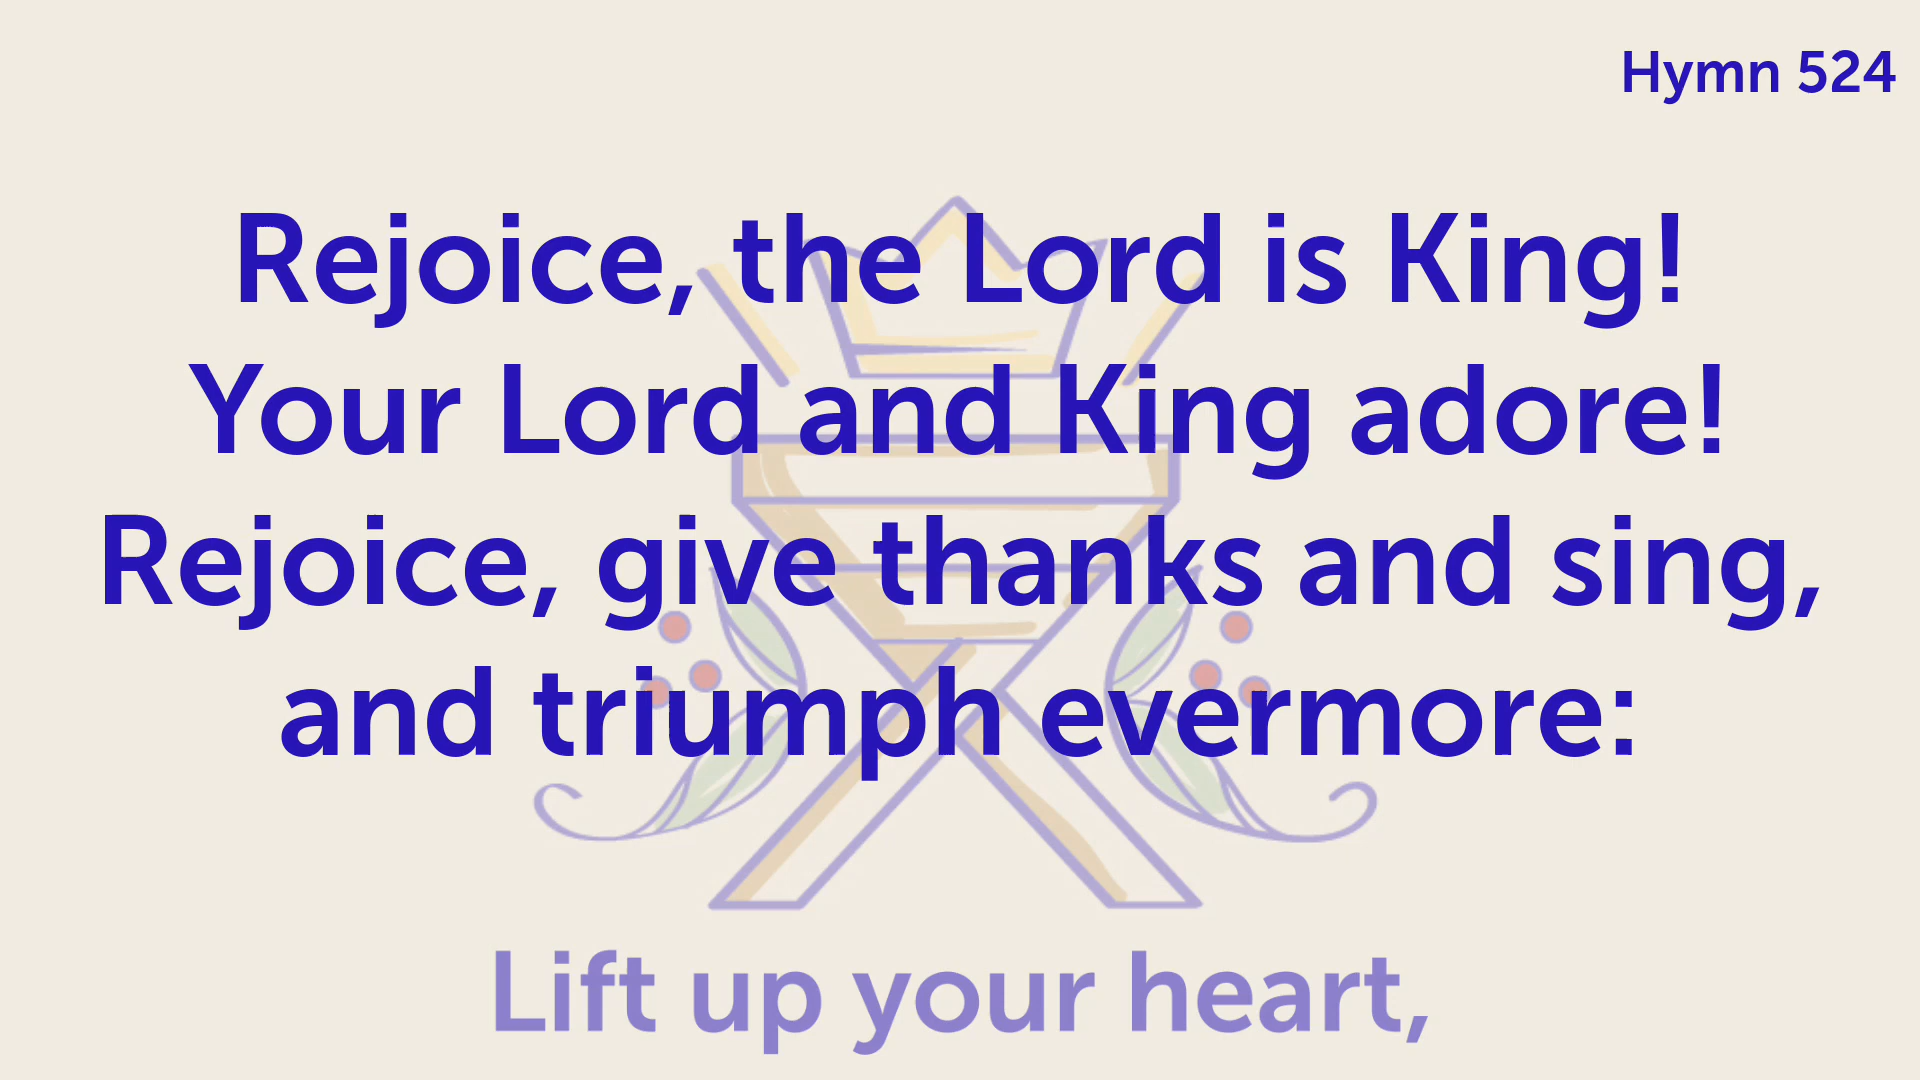 Hymn 524
Rejoice, the Lord is King!
Your Lord and King adore!
Rejoice, give thanks and sing,
and triumph evermore:
Lift up your heart,